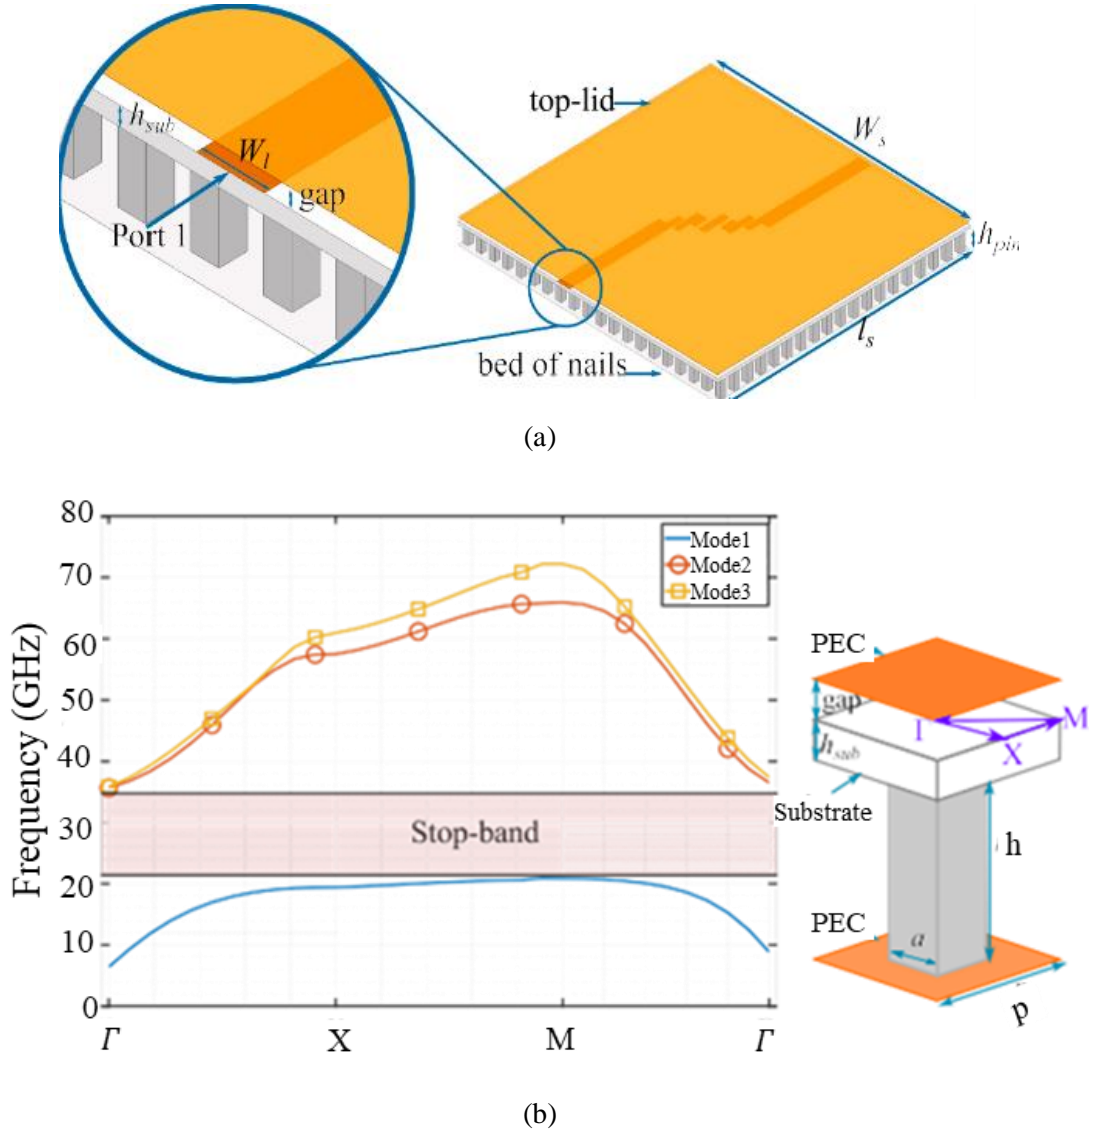 top-lid
W_s
h_sub
W_l
gap
Port 1
h_pin
l_s
bed of nails
(a)
80
70
60
50
40
30
20
10
0
Frequency (GHz)
Mode1
Mode2
Mode3
Stop-band
Γ
X
M
Γ
PEC
gap
I
M
X
h_sub
Substrate
h
PEC
a
p
(b)